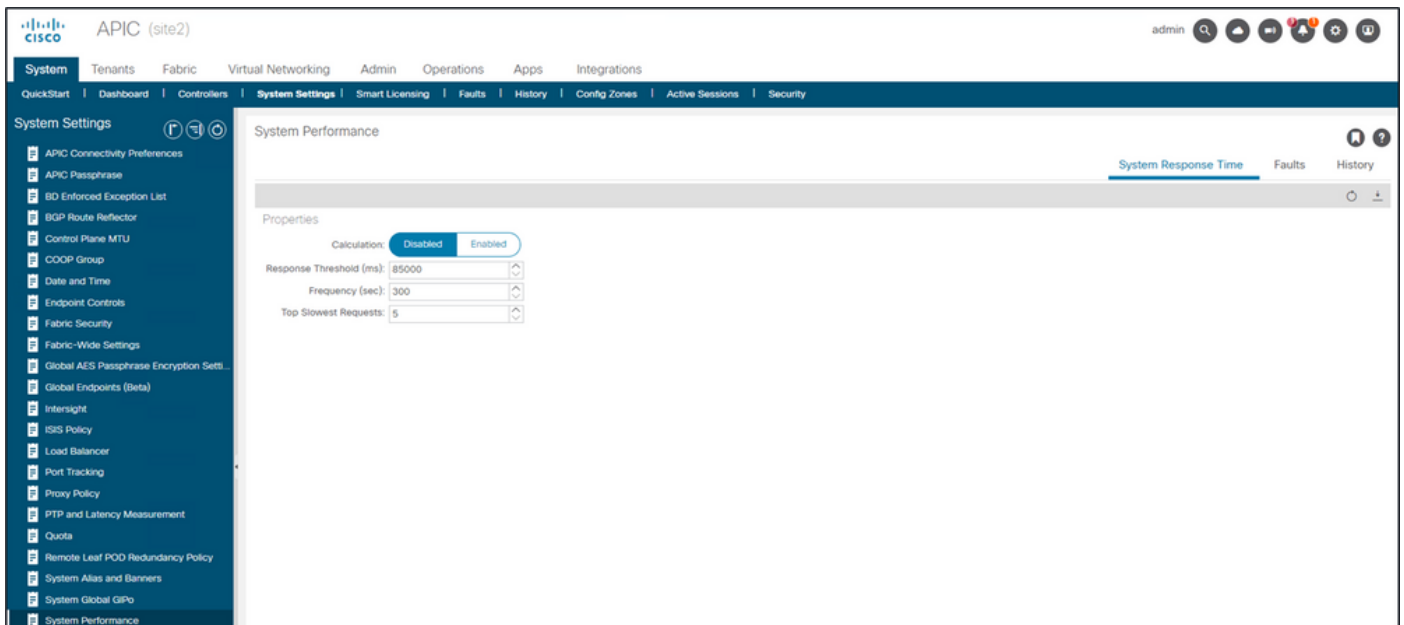 CISCO
APIC (site2)
admin
System Tenants Fabric Virtual Networking Admin Operations Apps Integrations
QuickStart | Dashboard | Controllers | System Settings | Smart Licensing | Faults | History | Config Zones | Active Sessions | Security
System Settings
APIC Connectivity Preferences
APIC Passphrase
BD Enforced Exception List
BGP Route Reflector
Control Plane MTU
COOP Group
Date and Time
Endpoint Controls
Fabric Security
Fabric-Wide Settings
Global AES Passphrase Encryption Setti...
Global Endpoints (Beta)
Intersight
ISIS Policy
Load Balancer
Port Tracking
Proxy Policy
PTP and Latency Measurement
Quota
Remote Leaf POD Redundancy Policy
System Alias and Banners
System Global GIPo
System Performance
System Performance
System Response Time Faults History
Properties
Calculation: Disabled Enabled
Response Threshold (ms): 85000
Frequency (sec): 300
Top Slowest Requests: 5